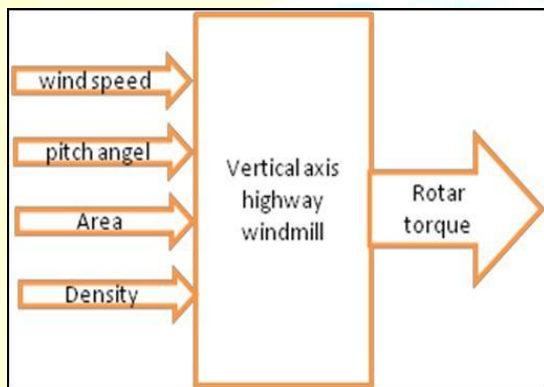 wind speed
pitch angel
Area
Density
Vertical axis
highway
windmill
Rotar
torque